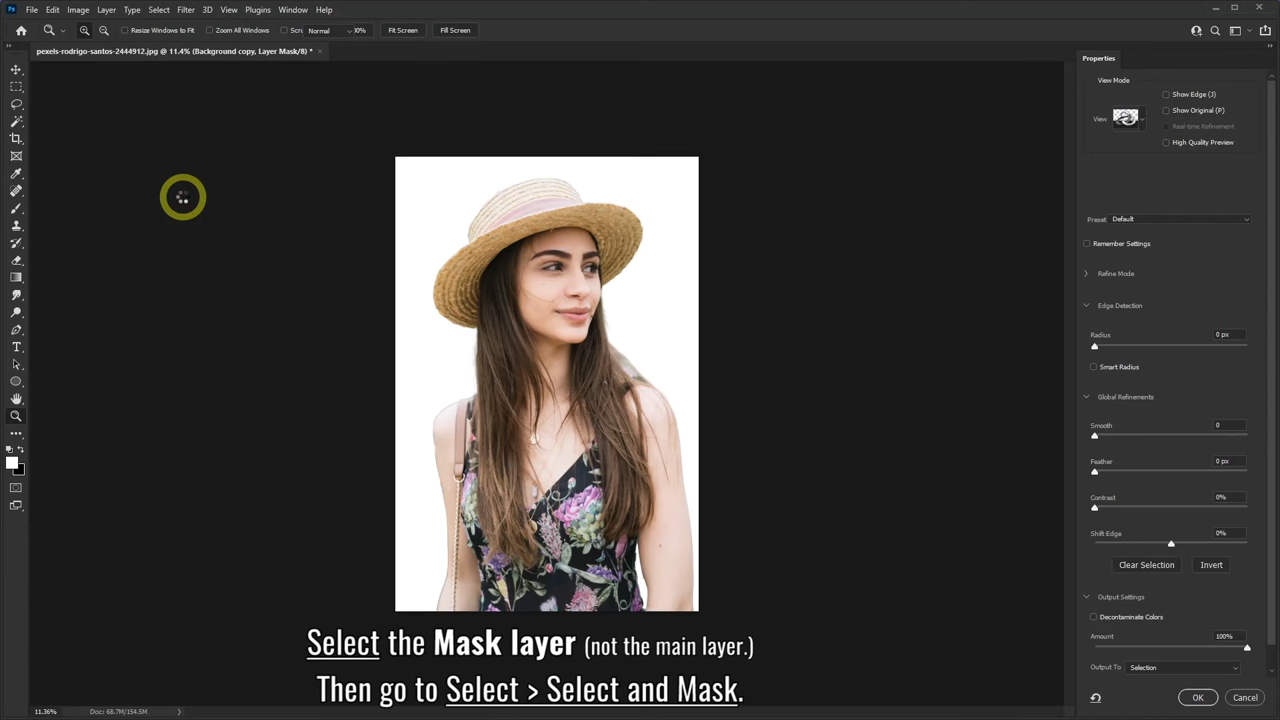 Ps File Edit Image Layer Type Select Filter 3D View Plugins Window Help
Resize Windows to Fit Zoom All Windows Scru Normal 00% Fit Screen Fill Screen
pexels-rodrigo-santos-2444912.jpg @ 11.4% (Background copy, Layer Mask/8) * ×
Properties
View Mode
Show Edge (J)
View Show Original (P)
Real-time Refinement
High Quality Preview
Preset: Default
Remember Settings
Refine Mode
Edge Detection
Radius 0 px
Smart Radius
Global Refinements
Smooth 0
Feather 0 px
Contrast 0%
Shift Edge 0%
Clear Selection Invert
Output Settings
Decontaminate Colors
Amount 100%
Output To Selection
OK Cancel
Select the Mask layer (not the main layer.)
Then go to Select > Select and Mask.
11.36% Doc: 68.7M/154.5M